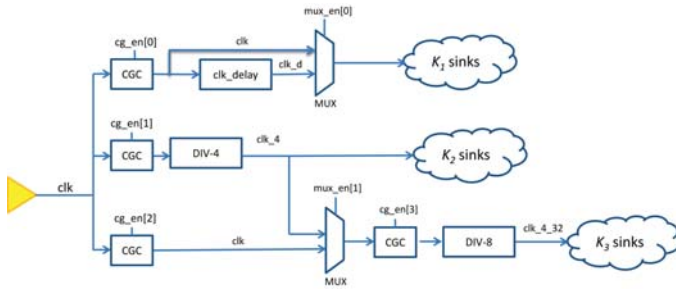 mux_en[0]
cg_en[0]
clk
CGC
clk_delay
clk_d
K1 sinks
MUX
cg_en[1]
clk_4
CGC
DIV-4
K2 sinks
clk
mux_en[1]
cg_en[2]
cg_en[3]
clk
clk_4_32
CGC
CGC
DIV-8
K3 sinks
MUX